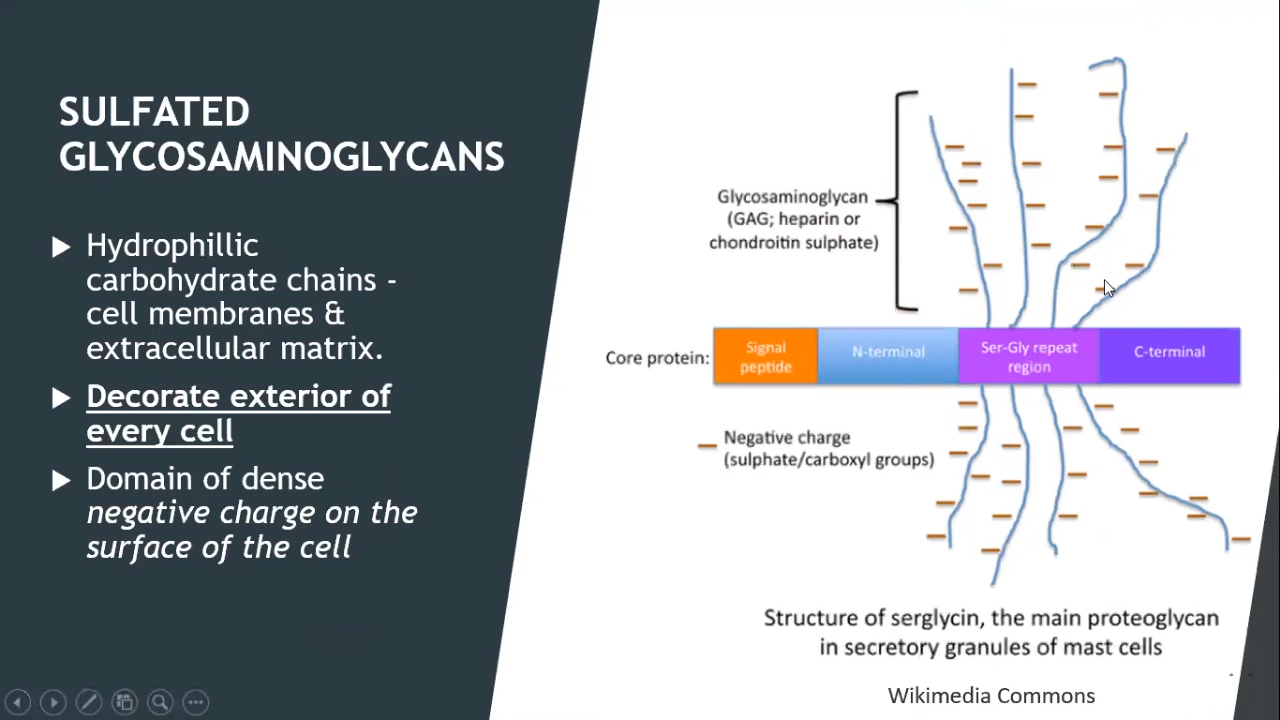 SULFATED
GLYCOSAMINOGLYCANS
Hydrophillic
carbohydrate chains -
cell membranes &
extracellular matrix.
Decorate exterior of
every cell
Domain of dense
negative charge on the
surface of the cell
Glycosaminoglycan
(GAG; heparin or
chondroitin sulphate)
Core protein:
Signal
peptide
N-terminal
Ser-Gly repeat
region
C-terminal
Negative charge
(sulphate/carboxyl groups)
Structure of serglycin, the main proteoglycan
in secretory granules of mast cells
Wikimedia Commons